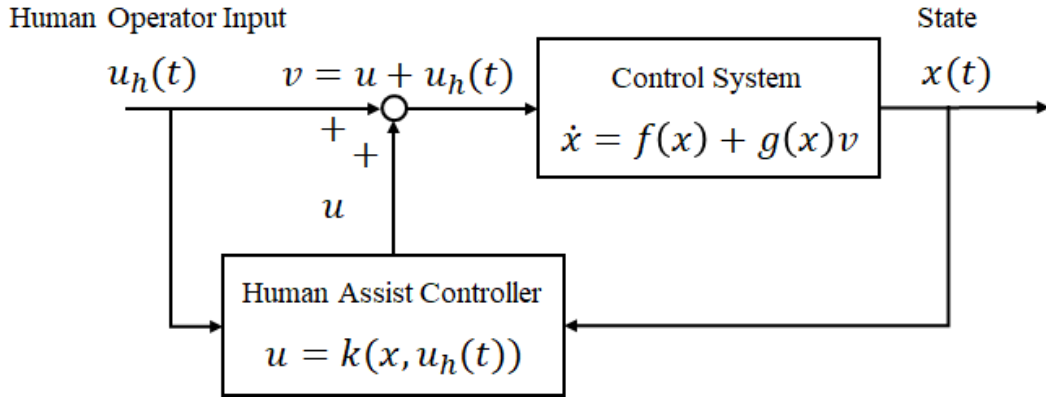 Human Operator Input
State
u_h(t)
v = u + u_h(t)
Control System
x(t)
ẋ = f(x) + g(x)v
+
+
u
Human Assist Controller
u = k(x, u_h(t))